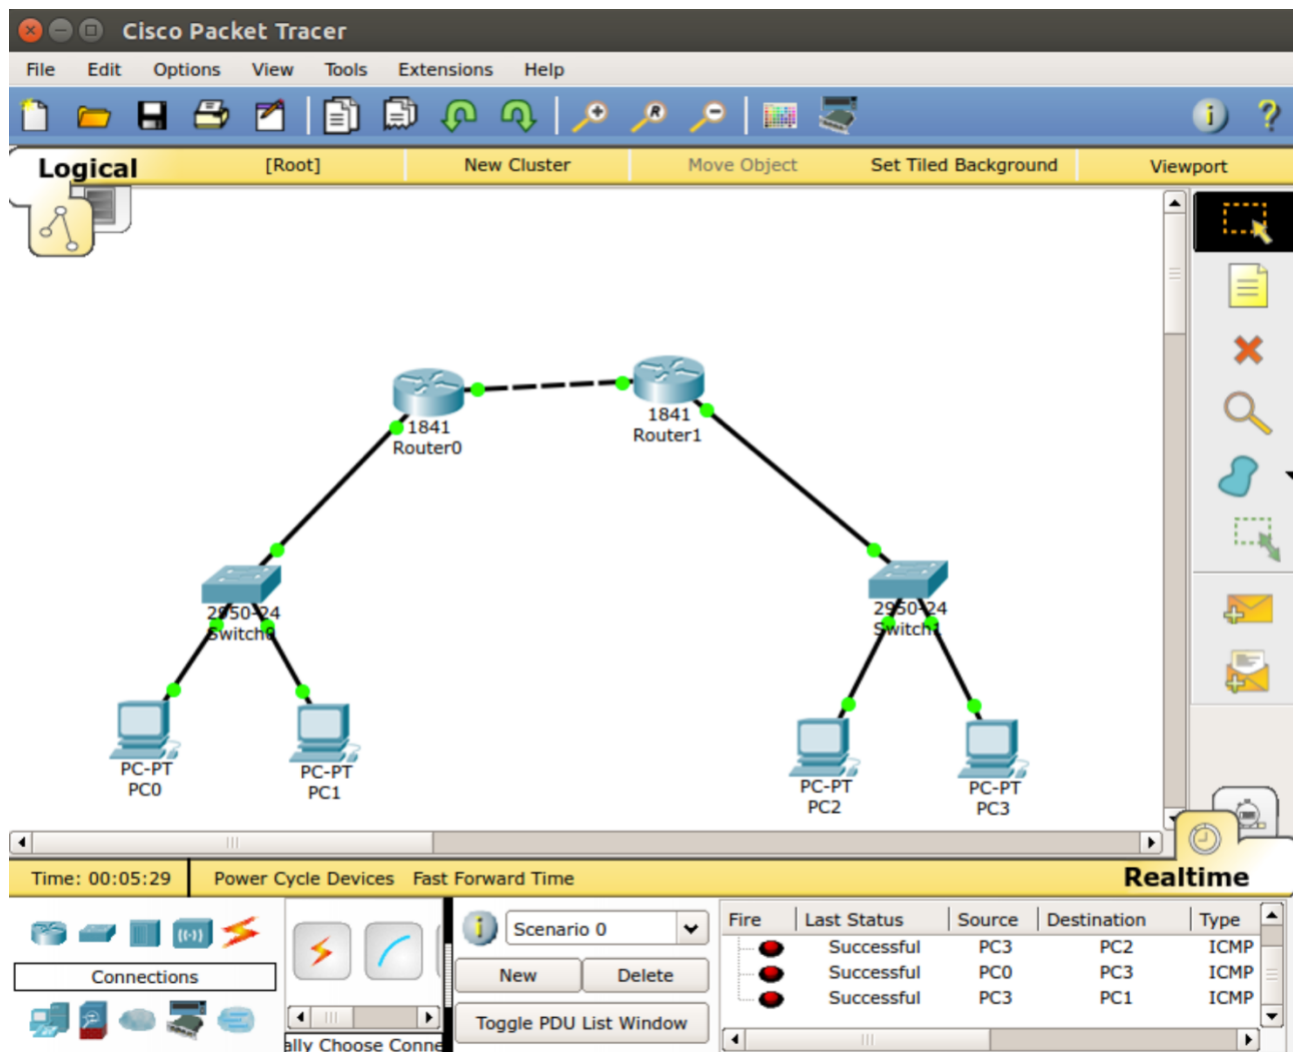 Cisco Packet Tracer
File Edit Options View Tools Extensions Help
R i ?
Logical [Root] New Cluster Move Object Set Tiled Background Viewport
1841
Router0
1841
Router1
2950-24
Switch0
2950-24
Switch1
PC-PT
PC0
PC-PT
PC1
PC-PT
PC2
PC-PT
PC3
Time: 00:05:29 Power Cycle Devices Fast Forward Time Realtime
Connections
ally Choose Conne
i Scenario 0
New Delete
Toggle PDU List Window
Fire Last Status Source Destination Type
Successful PC3 PC2 ICMP
Successful PC0 PC3 ICMP
Successful PC3 PC1 ICMP